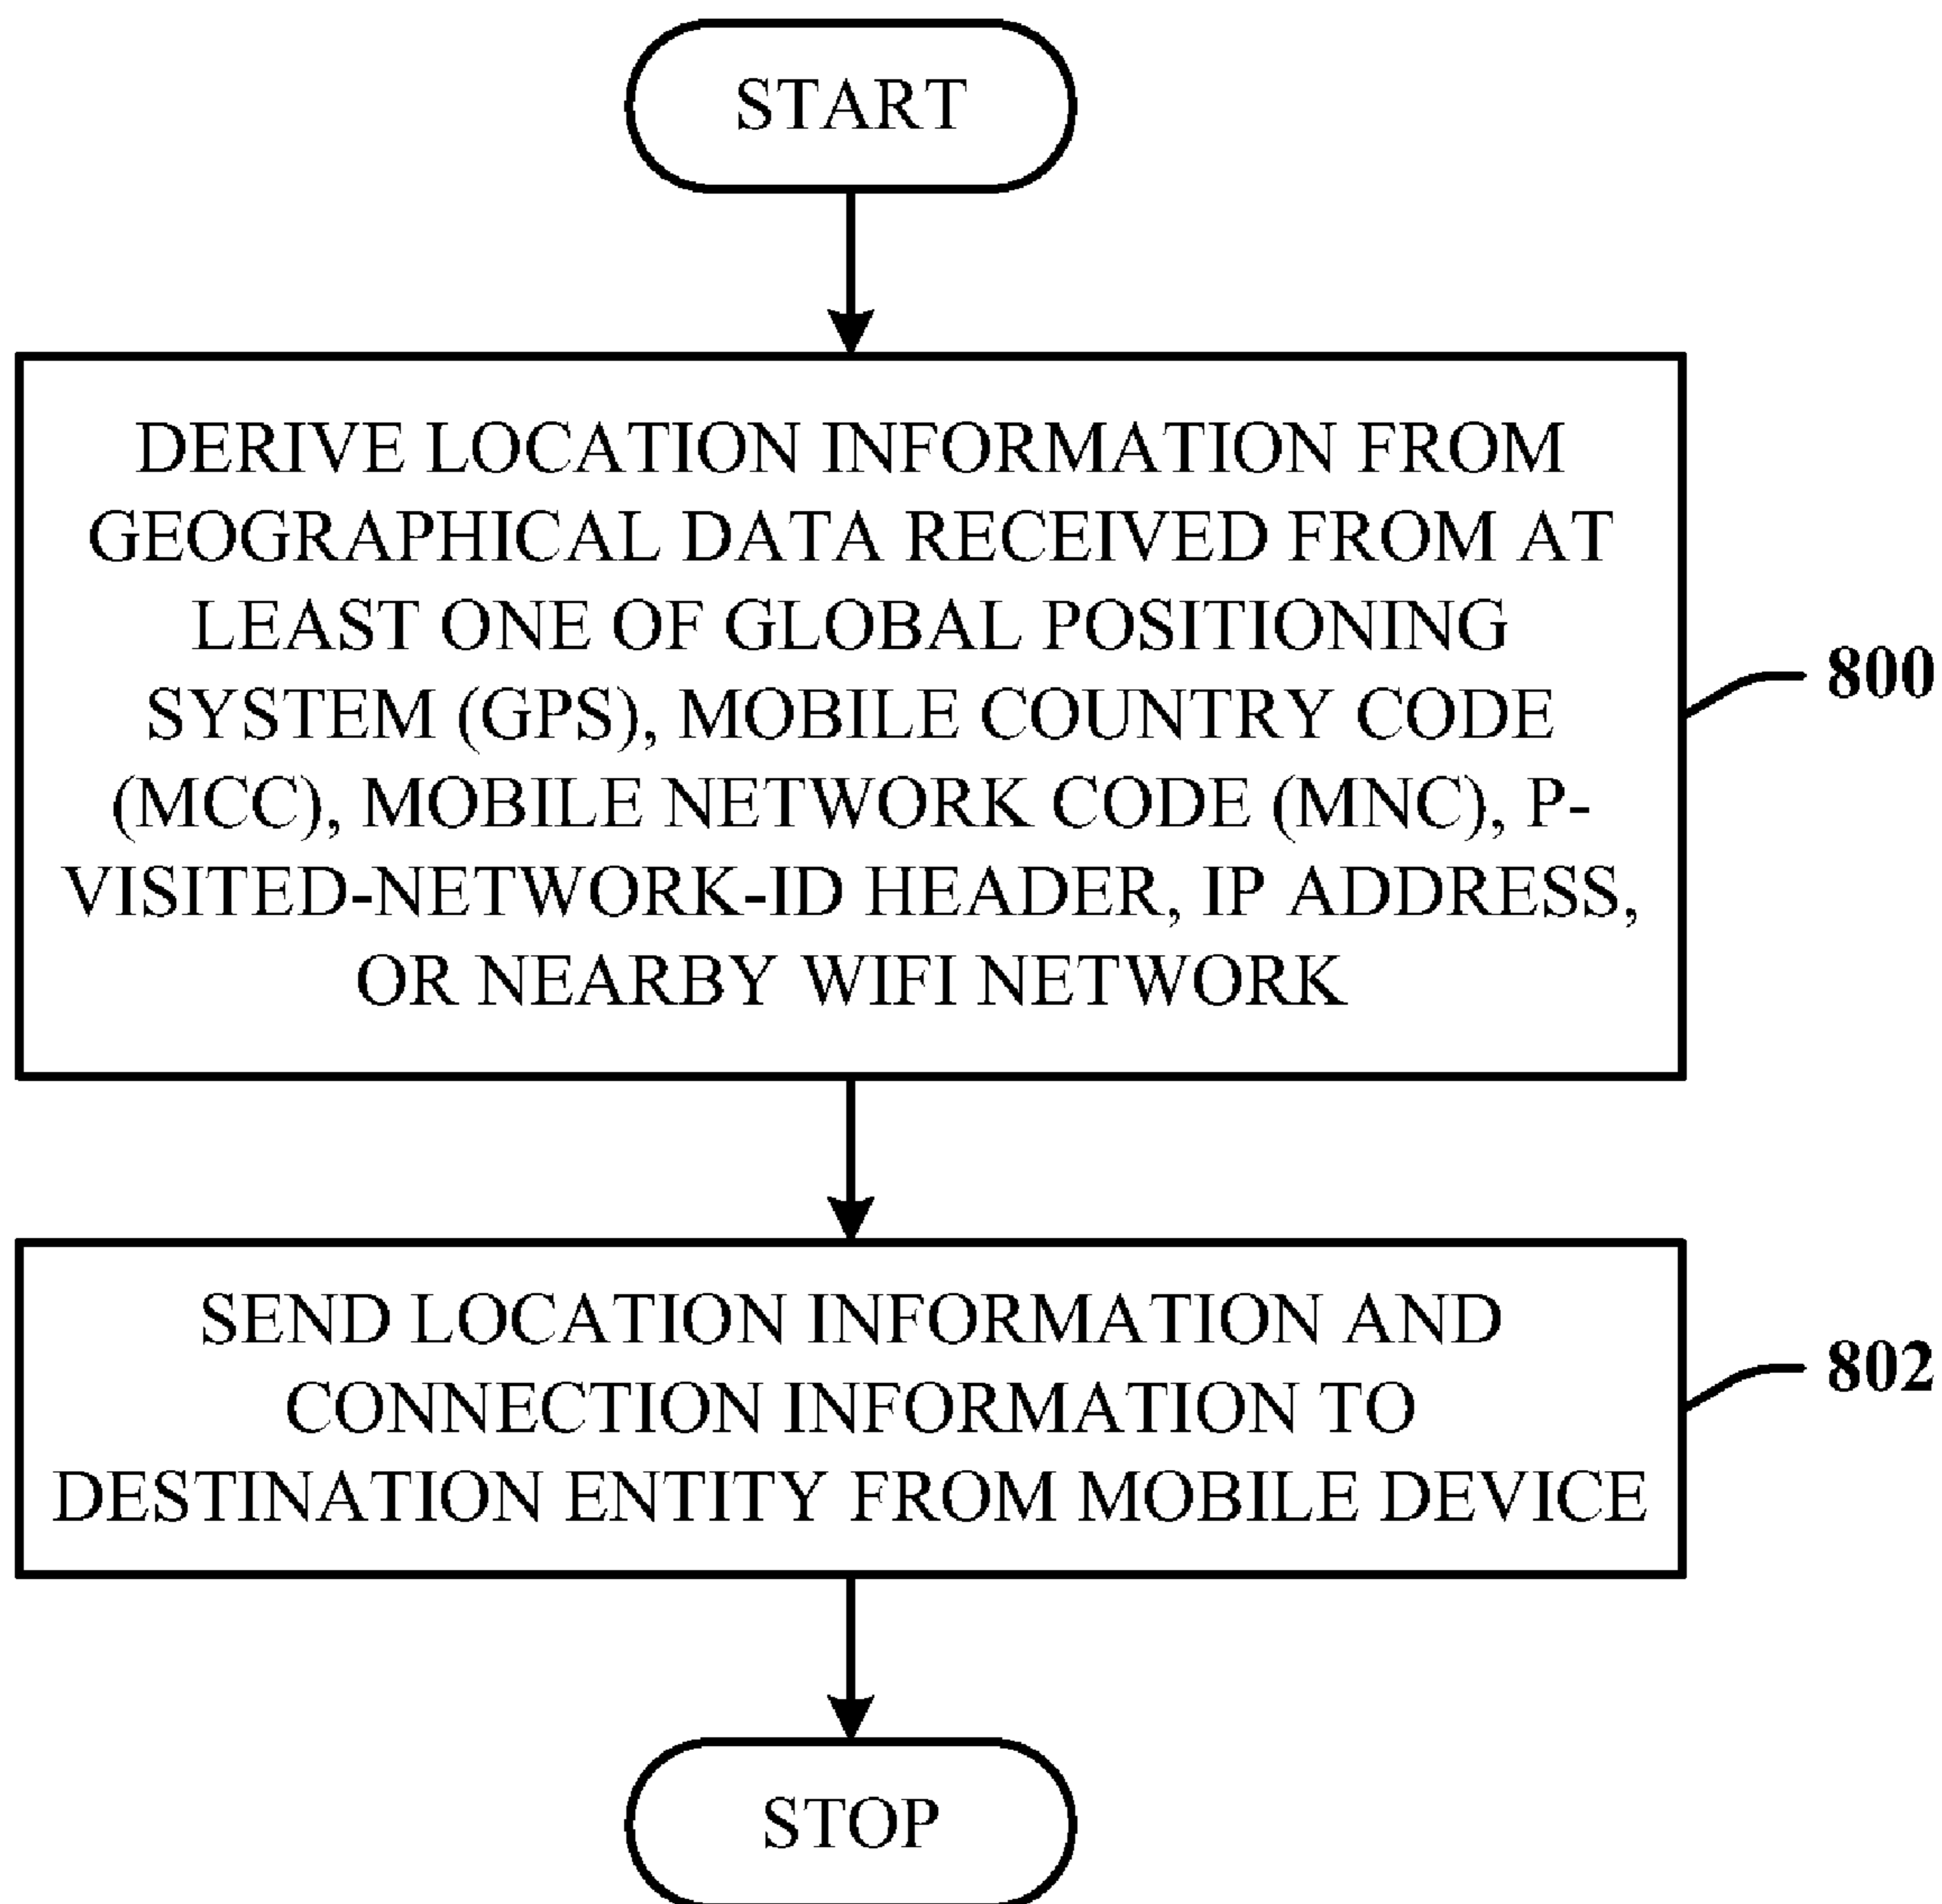 START
DERIVE LOCATION INFORMATION FROM
GEOGRAPHICAL DATA RECEIVED FROM AT
LEAST ONE OF GLOBAL POSITIONING
SYSTEM (GPS), MOBILE COUNTRY CODE
(MCC), MOBILE NETWORK CODE (MNC), P-
VISITED-NETWORK-ID HEADER, IP ADDRESS,
OR NEARBY WIFI NETWORK
800
SEND LOCATION INFORMATION AND
CONNECTION INFORMATION TO
DESTINATION ENTITY FROM MOBILE DEVICE
802
STOP